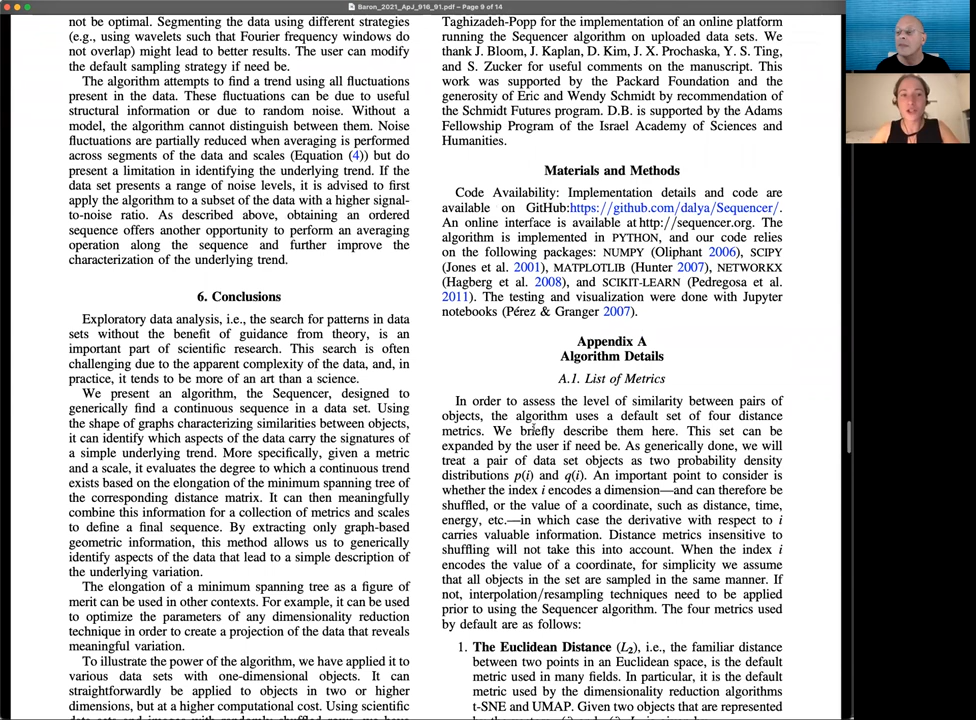 Baron_2021_ApJ_916_91.pdf – Page 9 of 14
not be optimal. Segmenting the data using different strategies
(e.g., using wavelets such that Fourier frequency windows do
not overlap) might lead to better results. The user can modify
the default sampling strategy if need be.
The algorithm attempts to find a trend using all fluctuations
present in the data. These fluctuations can be due to useful
structural information or due to random noise. Without a
model, the algorithm cannot distinguish between them. Noise
fluctuations are partially reduced when averaging is performed
across segments of the data and scales (Equation (4)) but do
present a limitation in identifying the underlying trend. If the
data set presents a range of noise levels, it is advised to first
apply the algorithm to a subset of the data with a higher signal-
to-noise ratio. As described above, obtaining an ordered
sequence offers another opportunity to perform an averaging
operation along the sequence and further improve the
characterization of the underlying trend.
6. Conclusions
Exploratory data analysis, i.e., the search for patterns in data
sets without the benefit of guidance from theory, is an
important part of scientific research. This search is often
challenging due to the apparent complexity of the data, and, in
practice, it tends to be more of an art than a science.
We present an algorithm, the Sequencer, designed to
generically find a continuous sequence in a data set. Using
the shape of graphs characterizing similarities between objects,
it can identify which aspects of the data carry the signatures of
a simple underlying trend. More specifically, given a metric
and a scale, it evaluates the degree to which a continuous trend
exists based on the elongation of the minimum spanning tree of
the corresponding distance matrix. It can then meaningfully
combine this information for a collection of metrics and scales
to define a final sequence. By extracting only graph-based
geometric information, this method allows us to generically
identify aspects of the data that lead to a simple description of
the underlying variation.
The elongation of a minimum spanning tree as a figure of
merit can be used in other contexts. For example, it can be used
to optimize the parameters of any dimensionality reduction
technique in order to create a projection of the data that reveals
meaningful variation.
To illustrate the power of the algorithm, we have applied it to
various data sets with one-dimensional objects. It can
straightforwardly be applied to objects in two or higher
dimensions, but at a higher computational cost. Using scientific
Taghizadeh-Popp for the implementation of an online platform
running the Sequencer algorithm on uploaded data sets. We
thank J. Bloom, J. Kaplan, D. Kim, J. X. Prochaska, Y. S. Ting,
and S. Zucker for useful comments on the manuscript. This
work was supported by the Packard Foundation and the
generosity of Eric and Wendy Schmidt by recommendation of
the Schmidt Futures program. D.B. is supported by the Adams
Fellowship Program of the Israel Academy of Sciences and
Humanities.
Materials and Methods
Code Availability: Implementation details and code are
available on GitHub:https://github.com/dalya/Sequencer/.
An online interface is available at http://sequencer.org. The
algorithm is implemented in PYTHON, and our code relies
on the following packages: NUMPY (Oliphant 2006), SCIPY
(Jones et al. 2001), MATPLOTLIB (Hunter 2007), NETWORKX
(Hagberg et al. 2008), and SCIKIT-LEARN (Pedregosa et al.
2011). The testing and visualization were done with Jupyter
notebooks (Pérez & Granger 2007).
Appendix A
Algorithm Details
A.1. List of Metrics
In order to assess the level of similarity between pairs of
objects, the algorithm uses a default set of four distance
metrics. We briefly describe them here. This set can be
expanded by the user if need be. As generically done, we will
treat a pair of data set objects as two probability density
distributions p(i) and q(i). An important point to consider is
whether the index i encodes a dimension—and can therefore be
shuffled, or the value of a coordinate, such as distance, time,
energy, etc.—in which case the derivative with respect to i
carries valuable information. Distance metrics insensitive to
shuffling will not take this into account. When the index i
encodes the value of a coordinate, for simplicity we assume
that all objects in the set are sampled in the same manner. If
not, interpolation/resampling techniques need to be applied
prior to using the Sequencer algorithm. The four metrics used
by default are as follows:
1. The Euclidean Distance (L2), i.e., the familiar distance
between two points in an Euclidean space, is the default
metric used in many fields. In particular, it is the default
metric used by the dimensionality reduction algorithms
t-SNE and UMAP. Given two objects that are represented